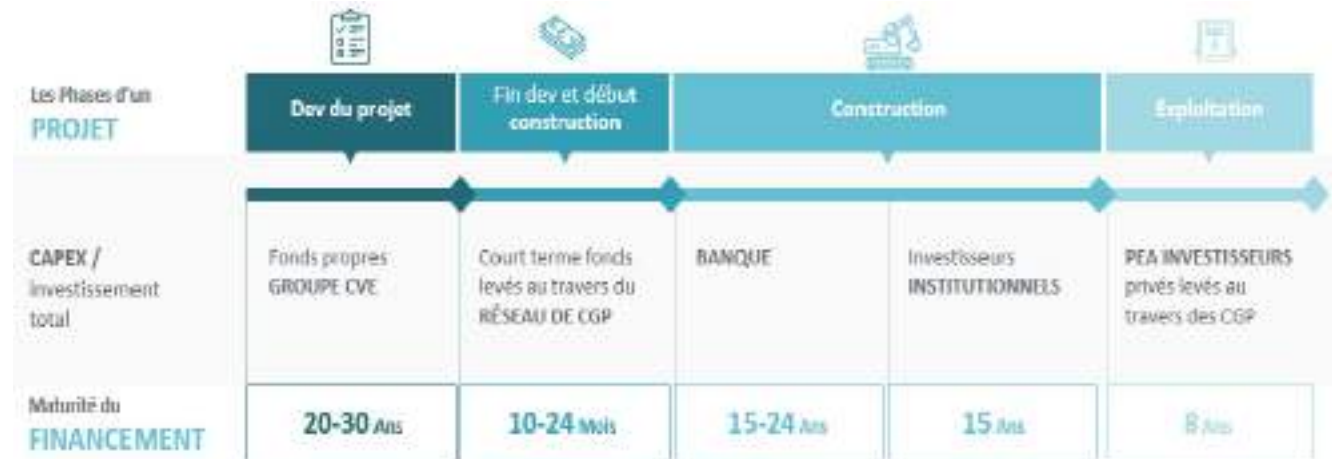 Les Phases d'un
PROJET
Dev du projet
Fin dev et début
construction
Construction
Exploitation
CAPEX /
investissement
total
Fonds propres
GROUPE CVE
Court terme fonds
levés au travers du
RÉSEAU DE CGP
BANQUE
Investisseurs
INSTITUTIONNELS
PEA INVESTISSEURS
privés levés au
travers des CGP
Maturité du
FINANCEMENT
20-30 Ans
10-24 Mois
15-24 Ans
15 Ans
8 Ans